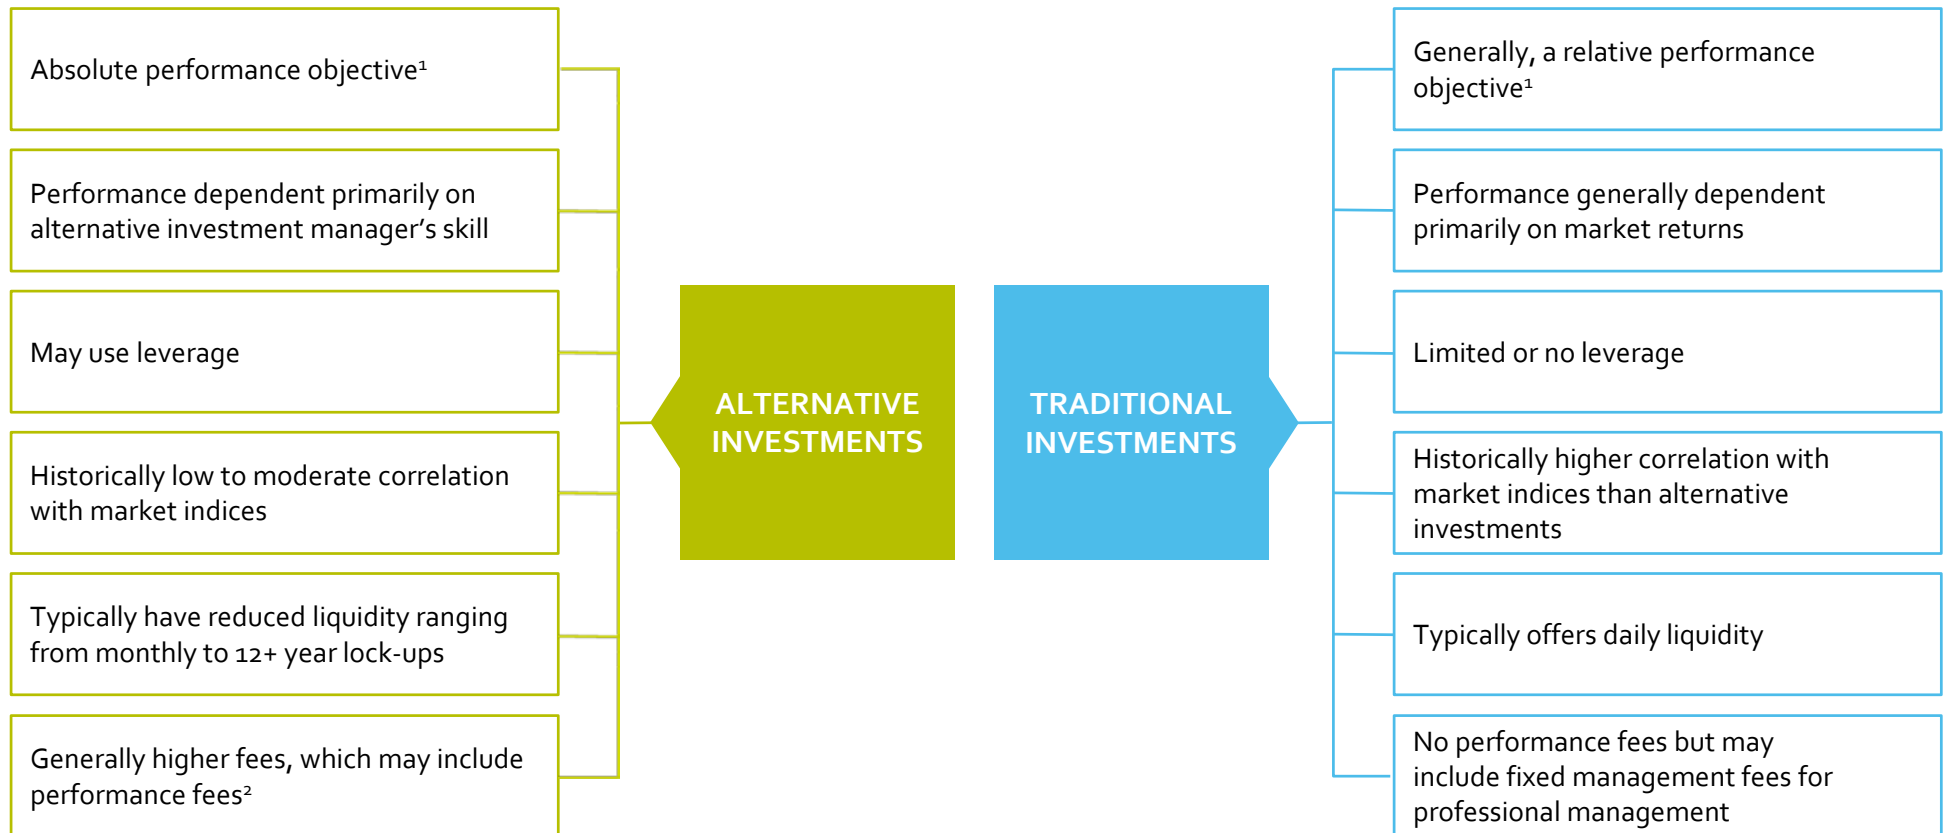 Absolute performance objective¹
Performance dependent primarily on
alternative investment manager’s skill
May use leverage
Historically low to moderate correlation
with market indices
Typically have reduced liquidity ranging
from monthly to 12+ year lock-ups
Generally higher fees, which may include
performance fees²
ALTERNATIVE
INVESTMENTS
TRADITIONAL
INVESTMENTS
Generally, a relative performance
objective¹
Performance generally dependent
primarily on market returns
Limited or no leverage
Historically higher correlation with
market indices than alternative
investments
Typically offers daily liquidity
No performance fees but may
include fixed management fees for
professional management